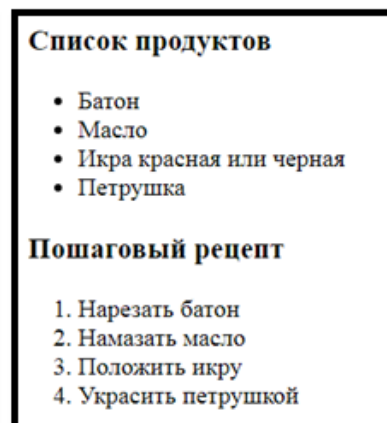 Список продуктов
• Батон
• Масло
• Икра красная или черная
• Петрушка
Пошаговый рецепт
1. Нарезать батон
2. Намазать масло
3. Положить икру
4. Украсить петрушкой